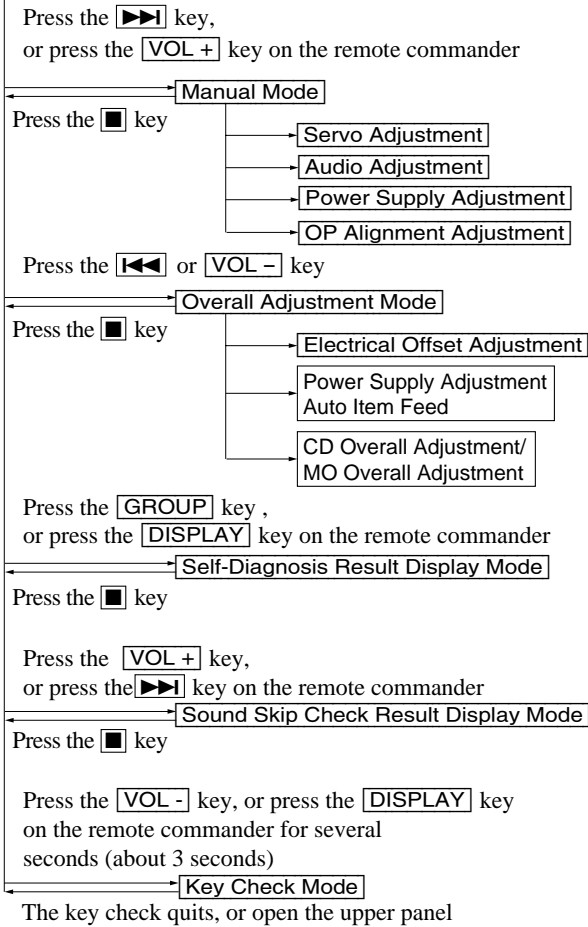 Press the ▶▶I key,
or press the VOL + key on the remote commander
Manual Mode
Press the ■ key
Servo Adjustment
Audio Adjustment
Power Supply Adjustment
OP Alignment Adjustment
Press the I◀◀ or VOL – key
Overall Adjustment Mode
Press the ■ key
Electrical Offset Adjustment
Power Supply Adjustment
Auto Item Feed
CD Overall Adjustment/
MO Overall Adjustment
Press the GROUP key ,
or press the DISPLAY key on the remote commander
Self-Diagnosis Result Display Mode
Press the ■ key
Press the VOL + key,
or press the ▶▶I key on the remote commander
Sound Skip Check Result Display Mode
Press the ■ key
Press the VOL - key, or press the DISPLAY key
on the remote commander for several
seconds (about 3 seconds)
Key Check Mode
The key check quits, or open the upper panel